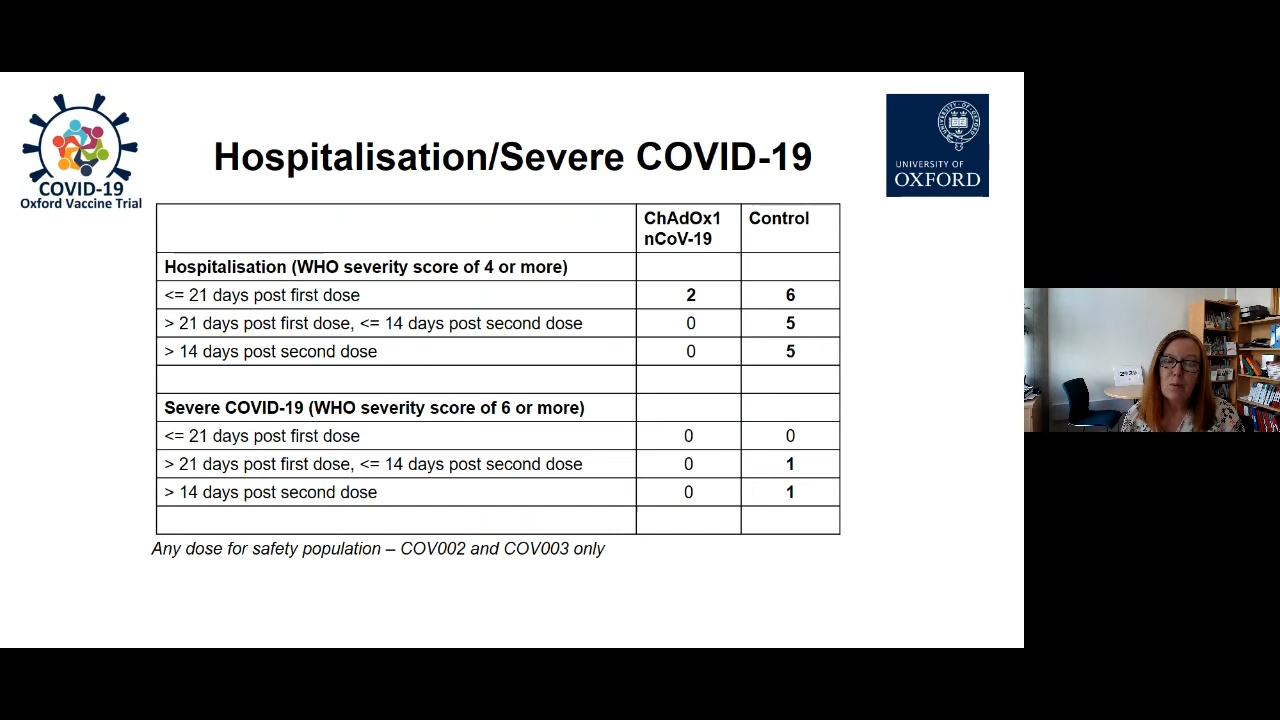 COVID-19
Oxford Vaccine Trial
Hospitalisation/Severe COVID-19
UNIVERSITY OF
OXFORD
ChAdOx1
nCoV-19
Control
Hospitalisation (WHO severity score of 4 or more)
<= 21 days post first dose 2 6
> 21 days post first dose, <= 14 days post second dose 0 5
> 14 days post second dose 0 5
Severe COVID-19 (WHO severity score of 6 or more)
<= 21 days post first dose 0 0
> 21 days post first dose, <= 14 days post second dose 0 1
> 14 days post second dose 0 1
Any dose for safety population – COV002 and COV003 only